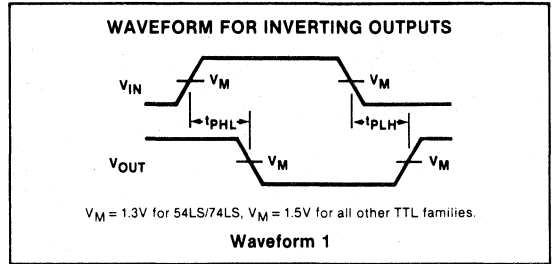 WAVEFORM FOR INVERTING OUTPUTS
VIN
VM
VM
tPHL
tPLH
VOUT
VM
VM
VM = 1.3V for 54LS/74LS, VM = 1.5V for all other TTL families.
Waveform 1